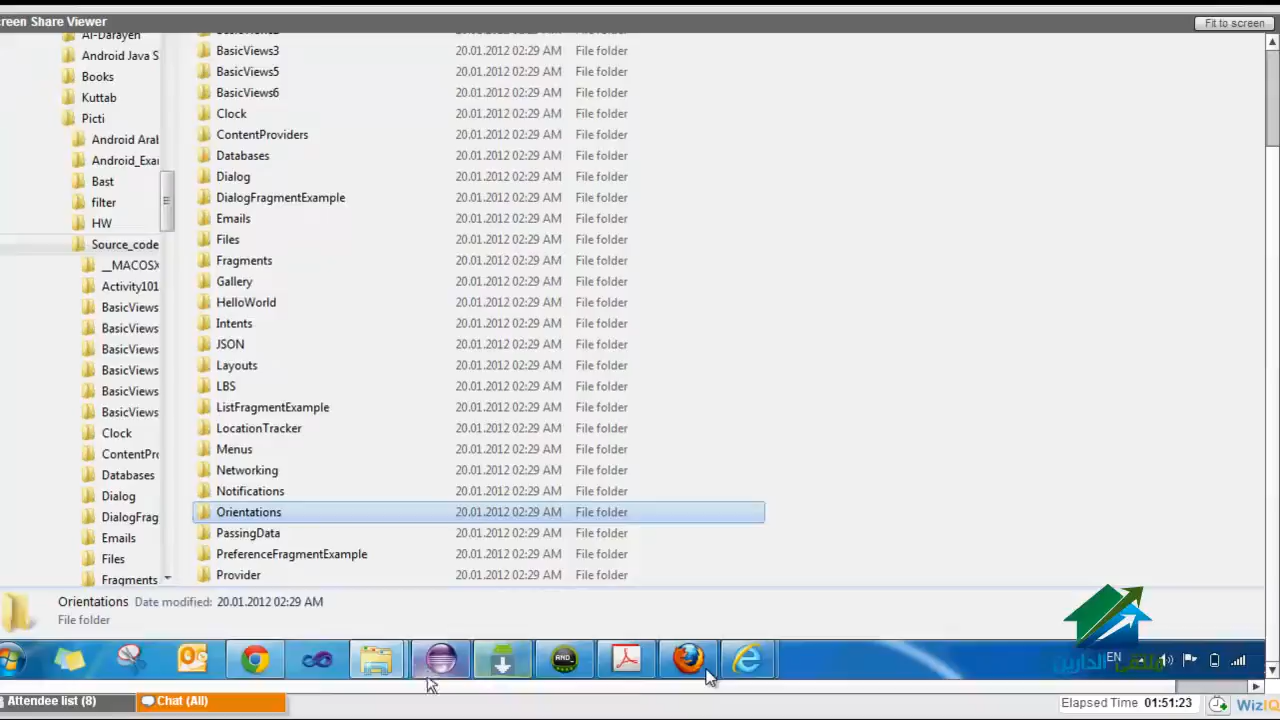 reen Share Viewer
Fit to screen
Al-Darayen
Android Java S
Books
Kuttab
Picti
Android Aral
Android_Exa
Bast
filter
HW
Source_code
__MACOSX
Activity101
BasicViews
BasicViews
BasicViews
BasicViews
BasicViews
BasicViews
Clock
ContentPro
Databases
Dialog
DialogFrag
Emails
Files
Fragments
BasicViews3 20.01.2012 02:29 AM File folder
BasicViews5 20.01.2012 02:29 AM File folder
BasicViews6 20.01.2012 02:29 AM File folder
Clock 20.01.2012 02:29 AM File folder
ContentProviders 20.01.2012 02:29 AM File folder
Databases 20.01.2012 02:29 AM File folder
Dialog 20.01.2012 02:29 AM File folder
DialogFragmentExample 20.01.2012 02:29 AM File folder
Emails 20.01.2012 02:29 AM File folder
Files 20.01.2012 02:29 AM File folder
Fragments 20.01.2012 02:29 AM File folder
Gallery 20.01.2012 02:29 AM File folder
HelloWorld 20.01.2012 02:29 AM File folder
Intents 20.01.2012 02:29 AM File folder
JSON 20.01.2012 02:29 AM File folder
Layouts 20.01.2012 02:29 AM File folder
LBS 20.01.2012 02:29 AM File folder
ListFragmentExample 20.01.2012 02:29 AM File folder
LocationTracker 20.01.2012 02:29 AM File folder
Menus 20.01.2012 02:29 AM File folder
Networking 20.01.2012 02:29 AM File folder
Notifications 20.01.2012 02:29 AM File folder
Orientations 20.01.2012 02:29 AM File folder
PassingData 20.01.2012 02:29 AM File folder
PreferenceFragmentExample 20.01.2012 02:29 AM File folder
Provider 20.01.2012 02:29 AM File folder
Orientations Date modified: 20.01.2012 02:29 AM
File folder
AND
EN
ملتقى الدارين
Attendee list (8) Chat (All)
Elapsed Time 01:51:23 WizIQ